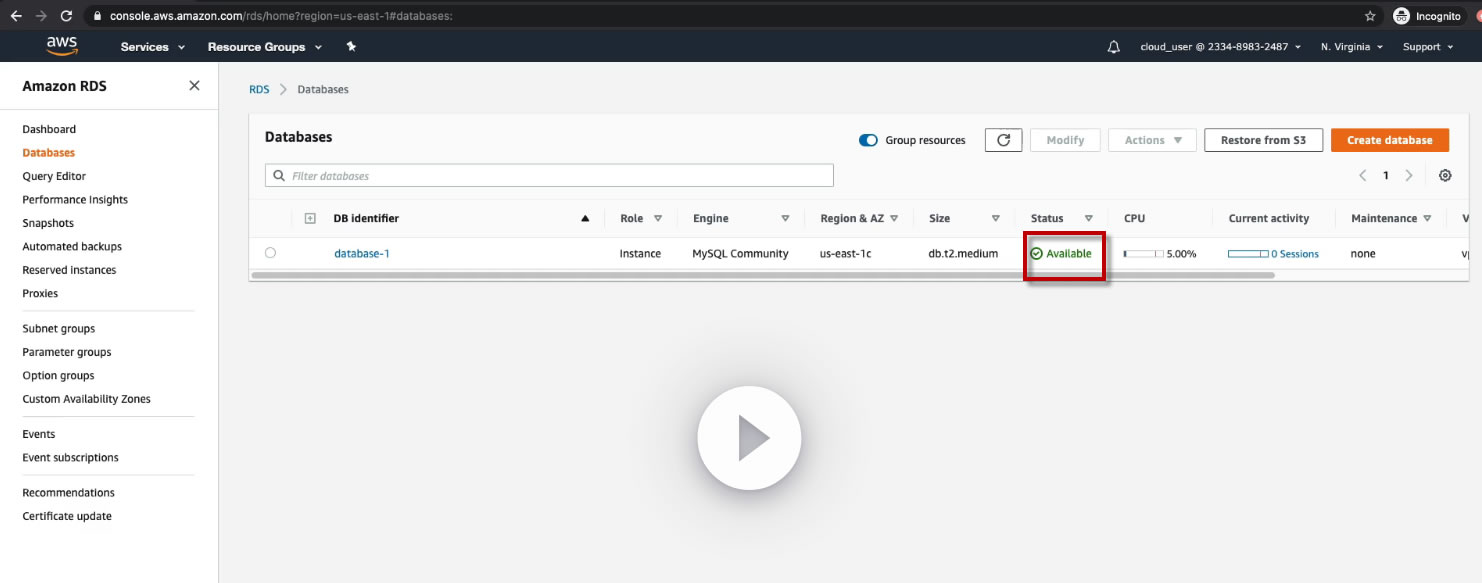 console.aws.amazon.com/rds/home?region=us-east-1#databases:
Incognito
aws
Services
Resource Groups
cloud_user @ 2334-8983-2487
N. Virginia
Support
Amazon RDS
Dashboard
Databases
Query Editor
Performance Insights
Snapshots
Automated backups
Reserved instances
Proxies
Subnet groups
Parameter groups
Option groups
Custom Availability Zones
Events
Event subscriptions
Recommendations
Certificate update
RDS > Databases
Databases
Group resources
Modify
Actions
Restore from S3
Create database
Filter databases
1
DB identifier Role Engine Region & AZ Size Status CPU Current activity Maintenance
database-1 Instance MySQL Community us-east-1c db.t2.medium Available 5.00% 0 Sessions none